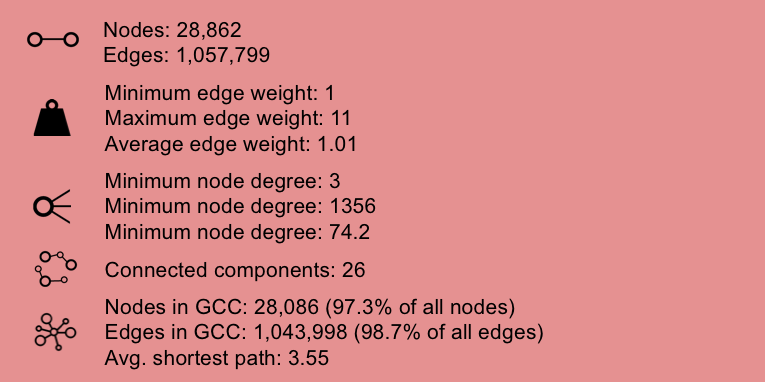 Nodes: 28,862
Edges: 1,057,799
Minimum edge weight: 1
Maximum edge weight: 11
Average edge weight: 1.01
Minimum node degree: 3
Minimum node degree: 1356
Minimum node degree: 74.2
Connected components: 26
Nodes in GCC: 28,086 (97.3% of all nodes)
Edges in GCC: 1,043,998 (98.7% of all edges)
Avg. shortest path: 3.55